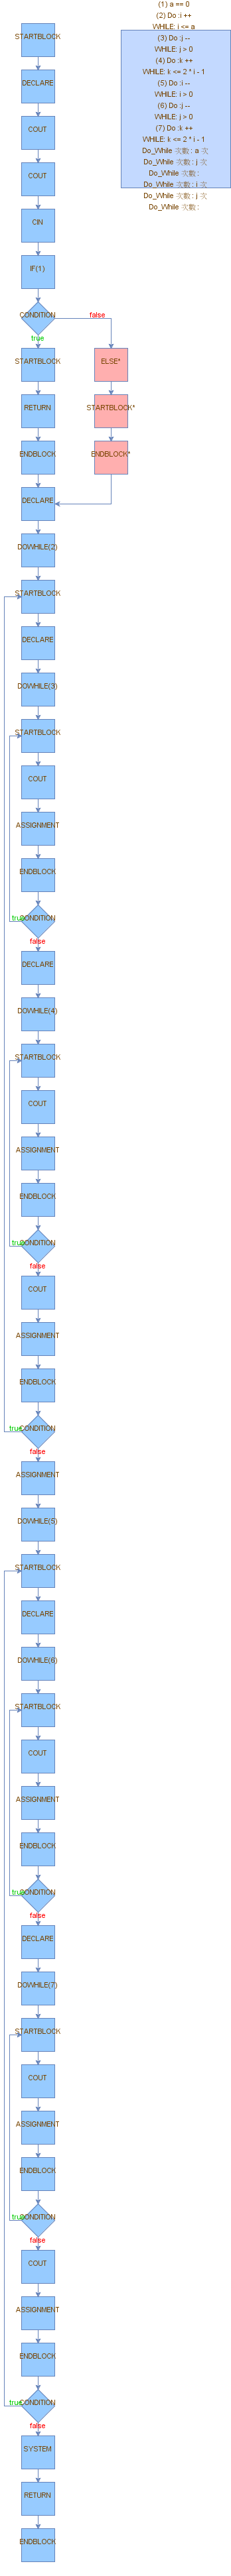 STARTBLOCK
DECLARE
COUT
COUT
CIN
IF(1)
CONDITION
false
true
STARTBLOCK
ELSE*
RETURN
STARTBLOCK*
ENDBLOCK
ENDBLOCK*
DECLARE
DOWHILE(2)
STARTBLOCK
DECLARE
DOWHILE(3)
STARTBLOCK
COUT
ASSIGNMENT
ENDBLOCK
true
CONDITION
false
DECLARE
DOWHILE(4)
STARTBLOCK
COUT
ASSIGNMENT
ENDBLOCK
true
CONDITION
false
COUT
ASSIGNMENT
ENDBLOCK
true
CONDITION
false
ASSIGNMENT
DOWHILE(5)
STARTBLOCK
DECLARE
DOWHILE(6)
STARTBLOCK
COUT
ASSIGNMENT
ENDBLOCK
true
CONDITION
false
DECLARE
DOWHILE(7)
STARTBLOCK
COUT
ASSIGNMENT
ENDBLOCK
true
CONDITION
false
COUT
ASSIGNMENT
ENDBLOCK
true
CONDITION
false
SYSTEM
RETURN
ENDBLOCK
(1) a == 0
(2) Do :i ++
WHILE: i <= a
(3) Do :j --
WHILE: j > 0
(4) Do :k ++
WHILE: k <= 2 * i - 1
(5) Do :i --
WHILE: i > 0
(6) Do :j --
WHILE: j > 0
(7) Do :k ++
WHILE: k <= 2 * i - 1
Do_While 次數 : a 次
Do_While 次數 : j 次
Do_While 次數 :
Do_While 次數 : i 次
Do_While 次數 : j 次
Do_While 次數 :